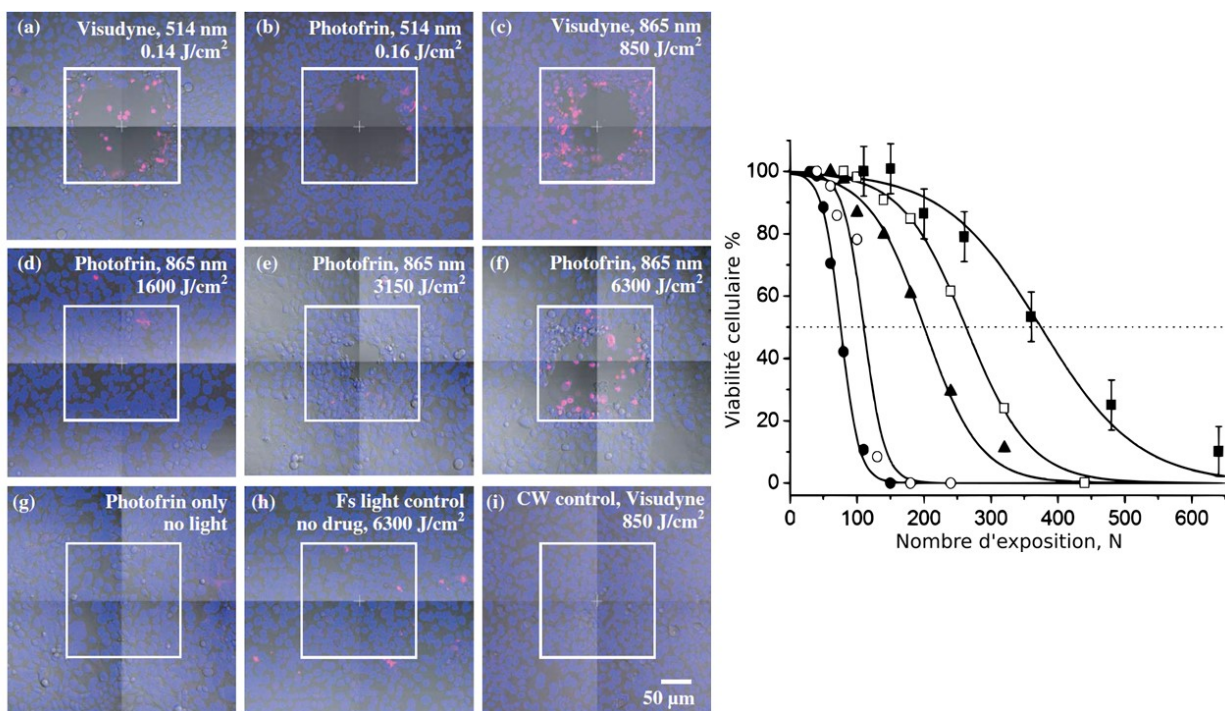 (a) Visudyne, 514 nm
0.14 J/cm²
(b) Photofrin, 514 nm
0.16 J/cm²
(c) Visudyne, 865 nm
850 J/cm²
(d) Photofrin, 865 nm
1600 J/cm²
(e) Photofrin, 865 nm
3150 J/cm²
(f) Photofrin, 865 nm
6300 J/cm²
(g) Photofrin only
no light
(h) Fs light control
no drug, 6300 J/cm²
(i) CW control, Visudyne
850 J/cm²
50 µm
Viabilité cellulaire %
100
80
60
40
20
0
0 100 200 300 400 500 600
Nombre d'exposition, N